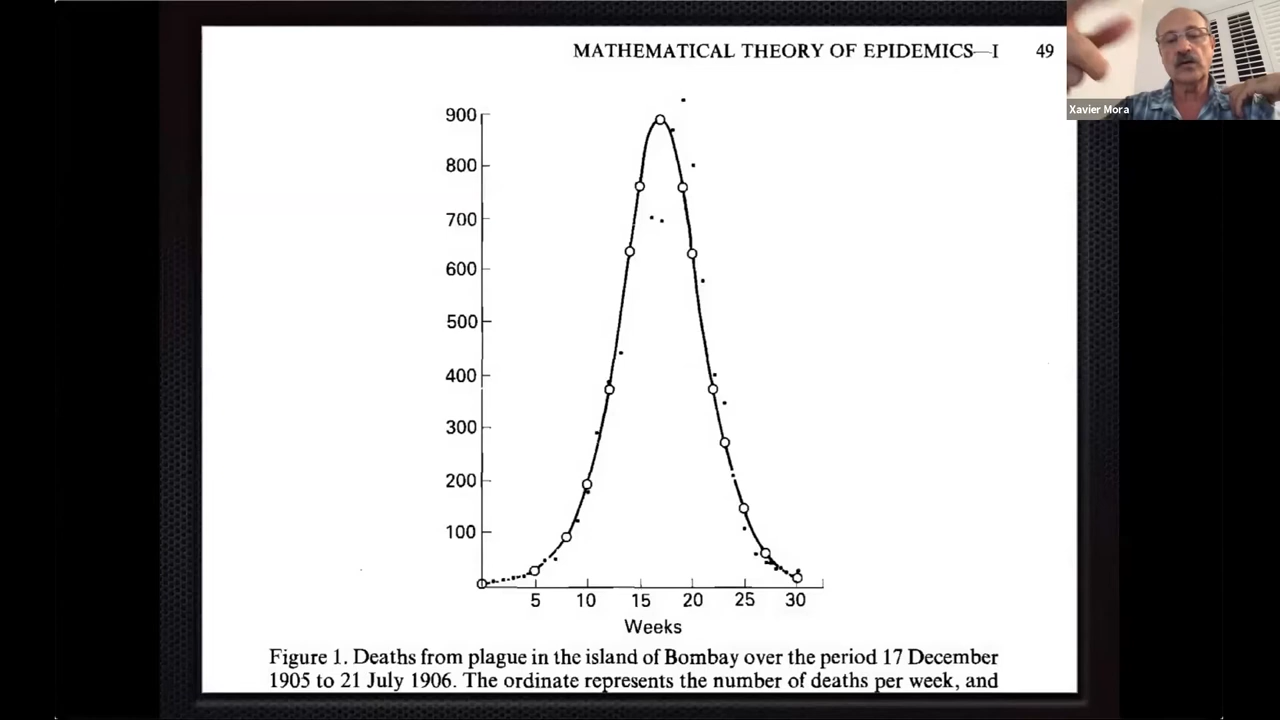 MATHEMATICAL THEORY OF EPIDEMICS—I 49
Xavier Mora
900
800
700
600
500
400
300
200
100
5 10 15 20 25 30
Weeks
Figure 1. Deaths from plague in the island of Bombay over the period 17 December
1905 to 21 July 1906. The ordinate represents the number of deaths per week, and